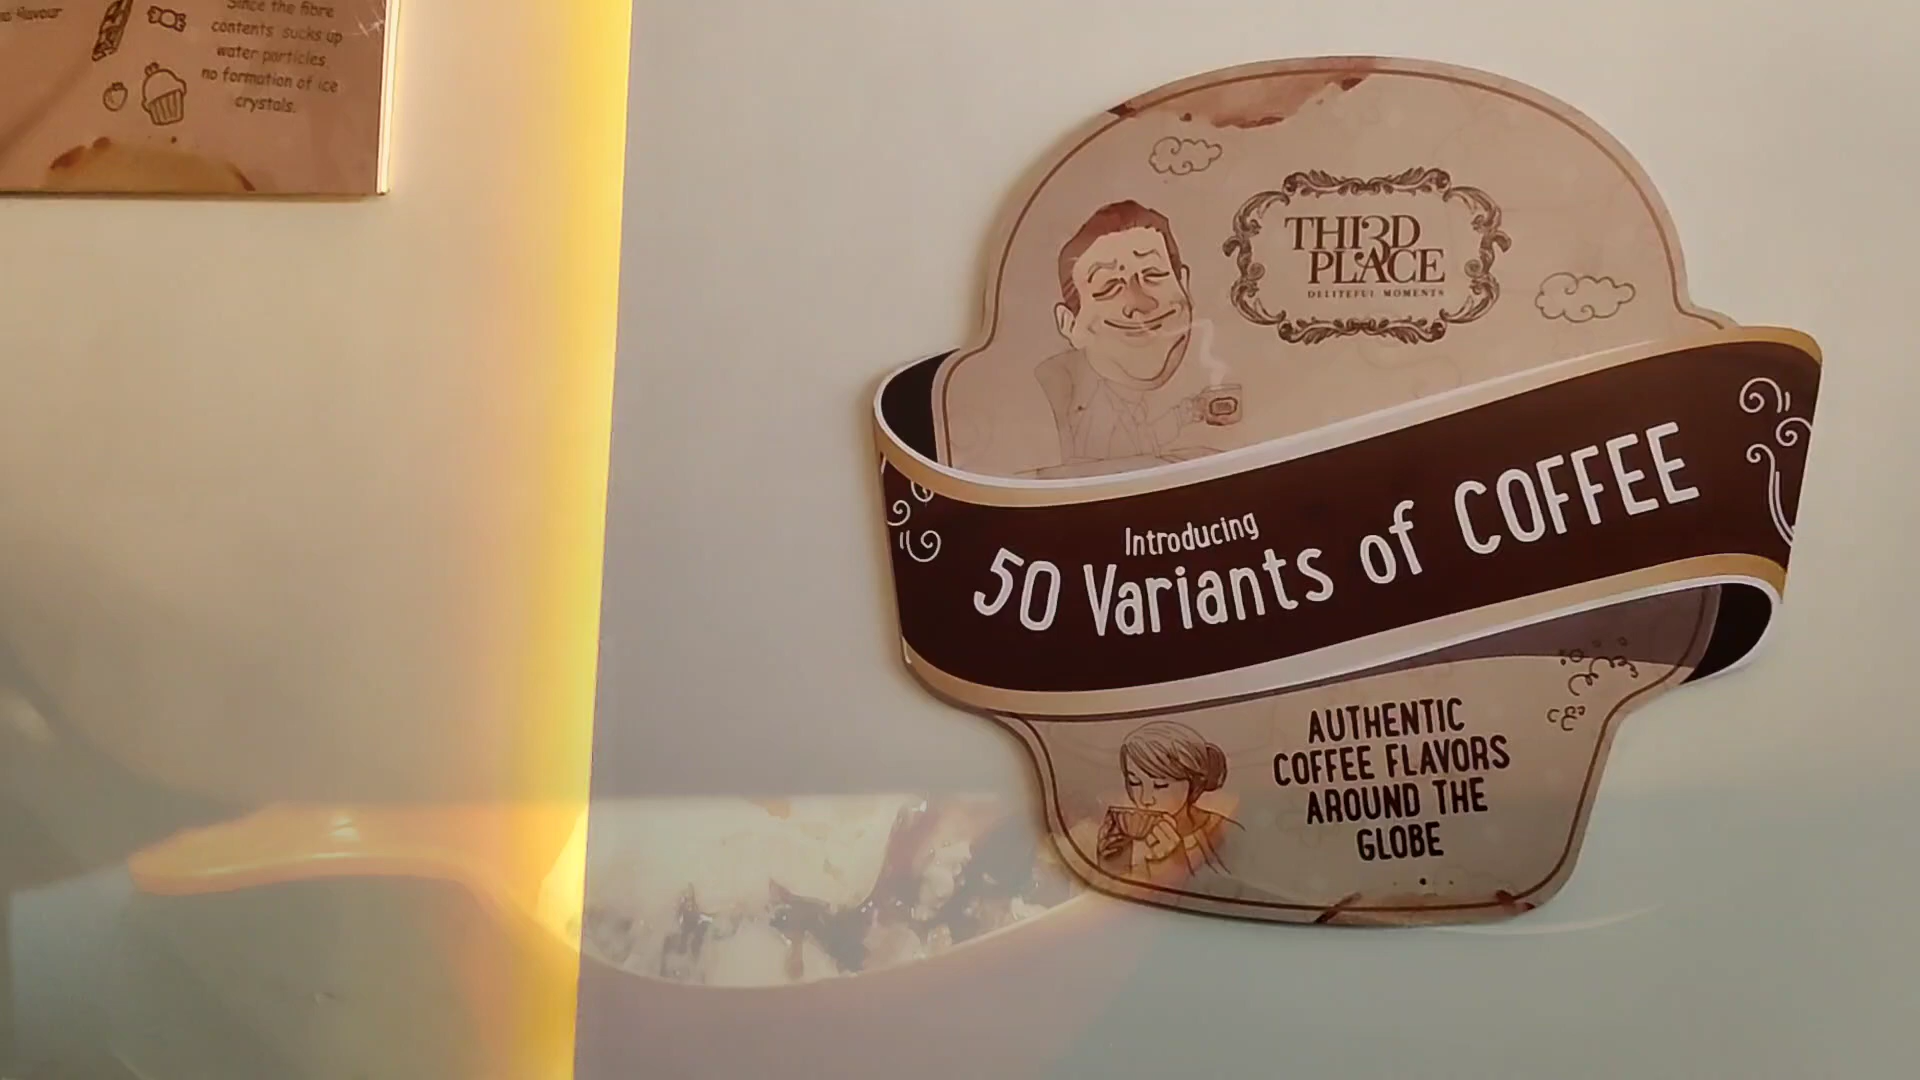 flavour
Since the fibre
contents sucks up
water particles
no formation of ice
crystals.
THI3D
PLACE
DELITEFUL MOMENTS
Introducing
50 Variants of COFFEE
AUTHENTIC
COFFEE FLAVORS
AROUND THE
GLOBE